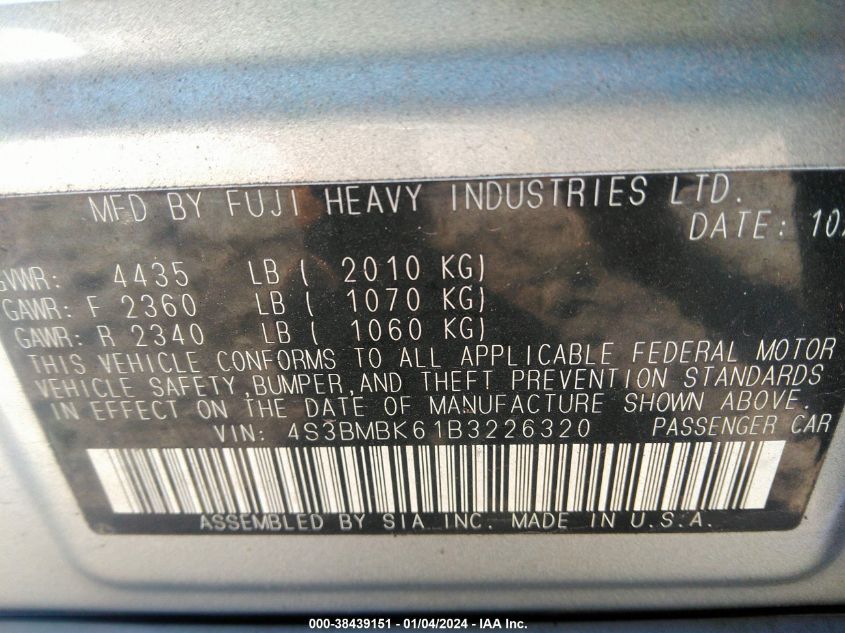 MFD BY FUJI HEAVY INDUSTRIES LTD.
DATE: 10
GVWR: 4435 LB ( 2010 KG)
GAWR: F 2360 LB ( 1070 KG)
GAWR: R 2340 LB ( 1060 KG)
THIS VEHICLE CONFORMS TO ALL APPLICABLE FEDERAL MOTOR
VEHICLE SAFETY,BUMPER,AND THEFT PREVENTION STANDARDS
IN EFFECT ON THE DATE OF MANUFACTURE SHOWN ABOVE.
VIN: 4S3BMBK61B3226320 PASSENGER CAR
ASSEMBLED BY SIA INC. MADE IN U.S.A.
000-38439151 - 01/04/2024 - IAA Inc.